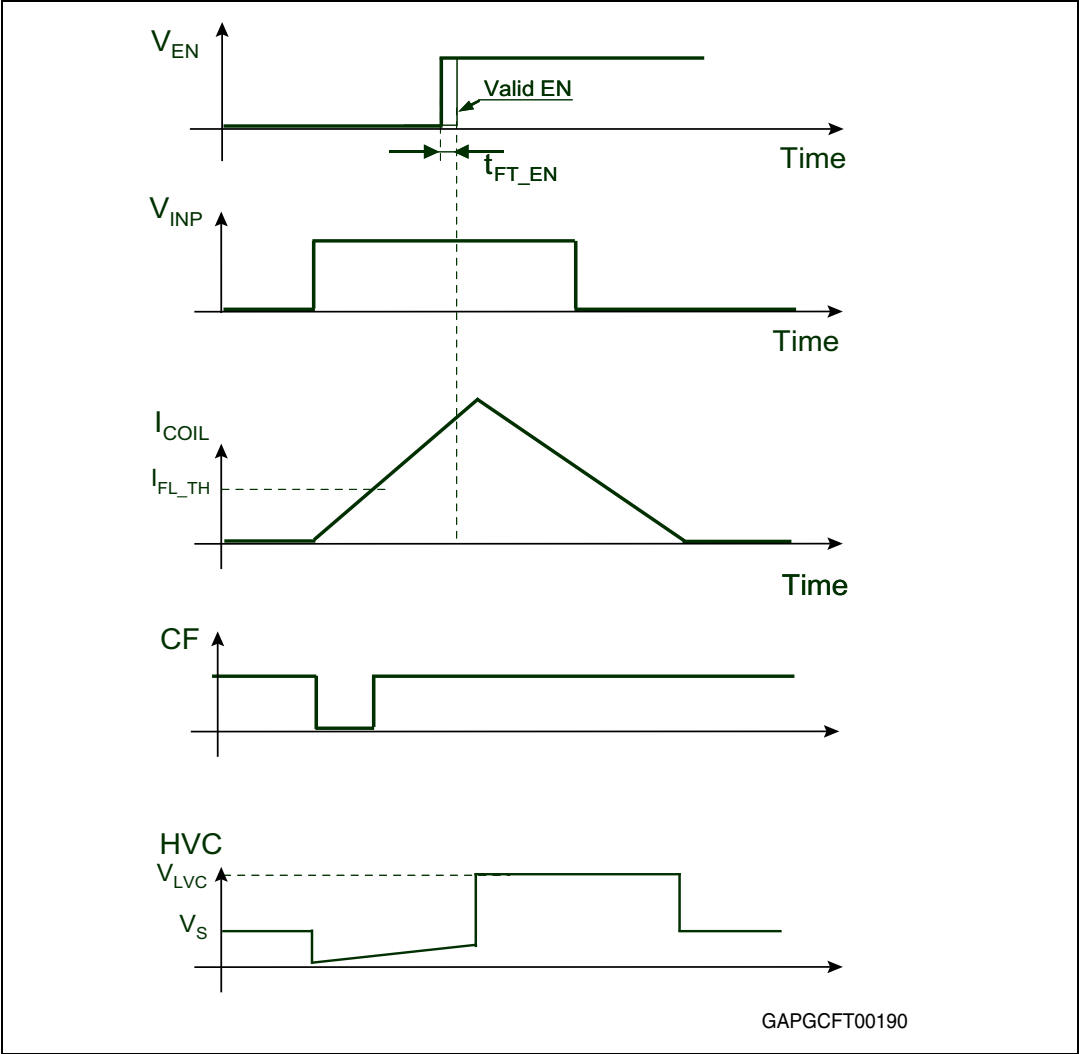 V_EN
Valid EN
Time
t_FT_EN
V_INP
Time
I_COIL
I_FL_TH
Time
CF
HVC
V_LVC
V_S
GAPGCFT00190